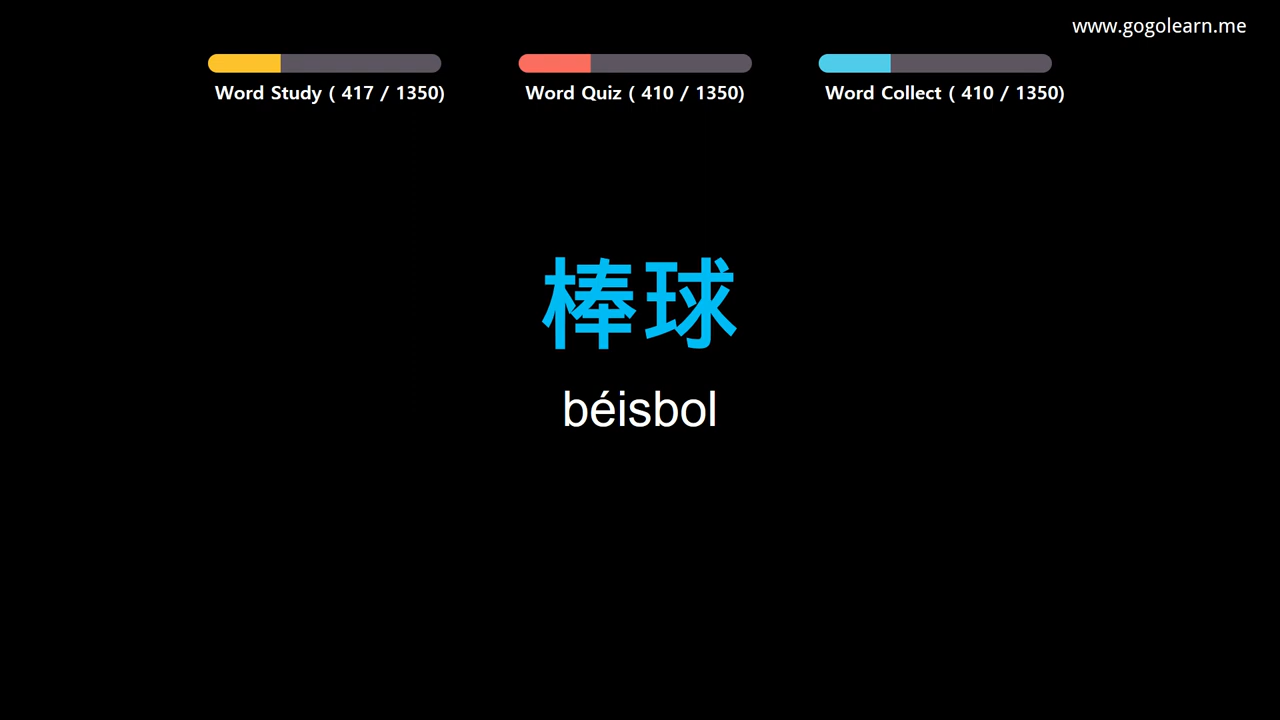 www.gogolearn.me
Word Study ( 417 / 1350)
Word Quiz ( 410 / 1350)
Word Collect ( 410 / 1350)
棒球
béisbol